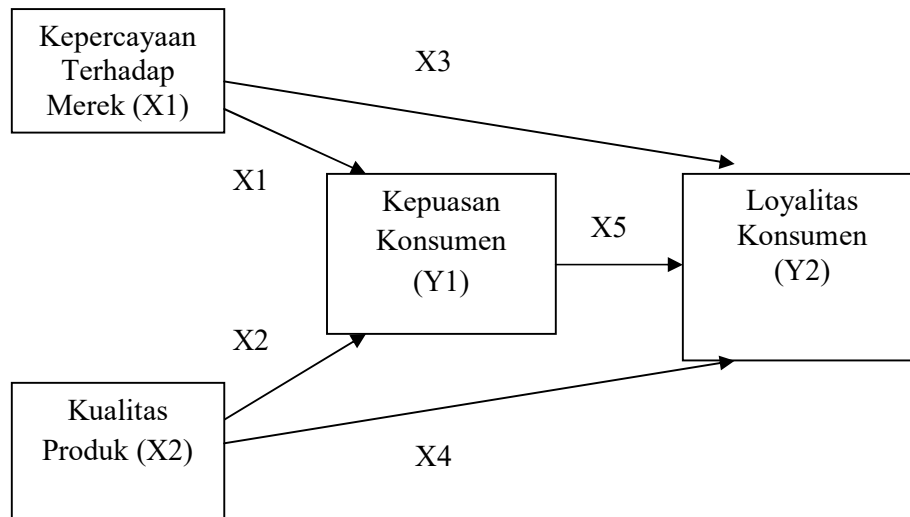 Kepercayaan
Terhadap
Merek (X1)
X3
X1
Kepuasan
Konsumen
(Y1)
X5
Loyalitas
Konsumen
(Y2)
X2
Kualitas
Produk (X2)
X4